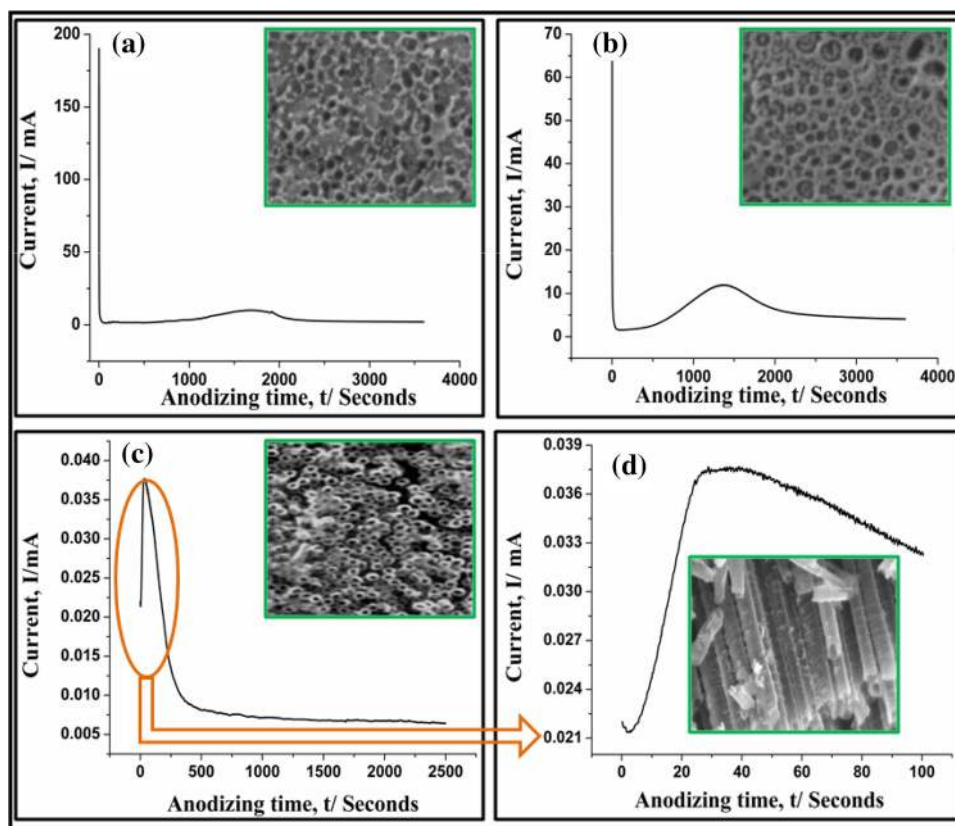 (a)
Current, I/ mA
200
150
100
50
0
0 1000 2000 3000 4000
Anodizing time, t/ Seconds
(b)
Current, I/mA
70
60
50
40
30
20
10
0
0 1000 2000 3000 4000
Anodizing time, t/ Seconds
(c)
Current, I/mA
0.040
0.035
0.030
0.025
0.020
0.015
0.010
0.005
0 500 1000 1500 2000 2500
Anodizing time, t/ Seconds
(d)
Current, I/ mA
0.039
0.036
0.033
0.030
0.027
0.024
0.021
0 20 40 60 80 100
Anodizing time, t/ Seconds